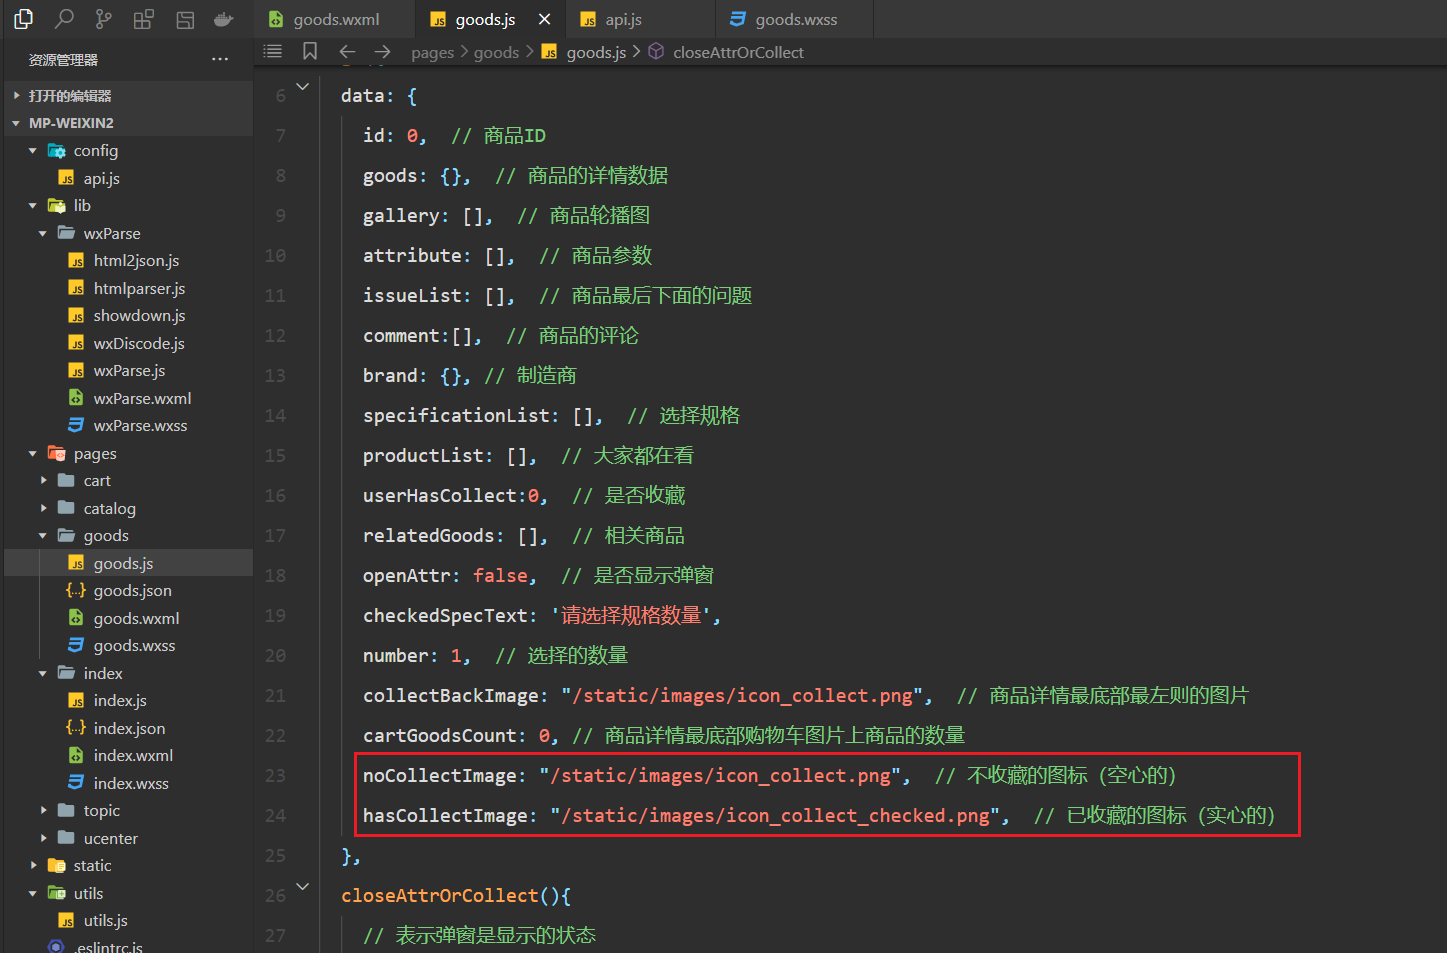 goods.wxml
goods.js
api.js
goods.wxss
资源管理器
pages > goods > goods.js > closeAttrOrCollect
打开的编辑器
MP-WEIXIN2
config
api.js
lib
wxParse
html2json.js
htmlparser.js
showdown.js
wxDiscode.js
wxParse.js
wxParse.wxml
wxParse.wxss
pages
cart
catalog
goods
goods.js
goods.json
goods.wxml
goods.wxss
index
index.js
index.json
index.wxml
index.wxss
topic
ucenter
static
utils
utils.js
.eslintrc.js
6 data: {
7 id: 0, // 商品ID
8 goods: {}, // 商品的详情数据
9 gallery: [], // 商品轮播图
10 attribute: [], // 商品参数
11 issueList: [], // 商品最后下面的问题
12 comment:[], // 商品的评论
13 brand: {}, // 制造商
14 specificationList: [], // 选择规格
15 productList: [], // 大家都在看
16 userHasCollect:0, // 是否收藏
17 relatedGoods: [], // 相关商品
18 openAttr: false, // 是否显示弹窗
19 checkedSpecText: '请选择规格数量',
20 number: 1, // 选择的数量
21 collectBackImage: "/static/images/icon_collect.png", // 商品详情最底部最左则的图片
22 cartGoodsCount: 0, // 商品详情最底部购物车图片上商品的数量
23 noCollectImage: "/static/images/icon_collect.png", // 不收藏的图标（空心的）
24 hasCollectImage: "/static/images/icon_collect_checked.png", // 已收藏的图标（实心的）
25 },
26 closeAttrOrCollect(){
27 // 表示弹窗是显示的状态